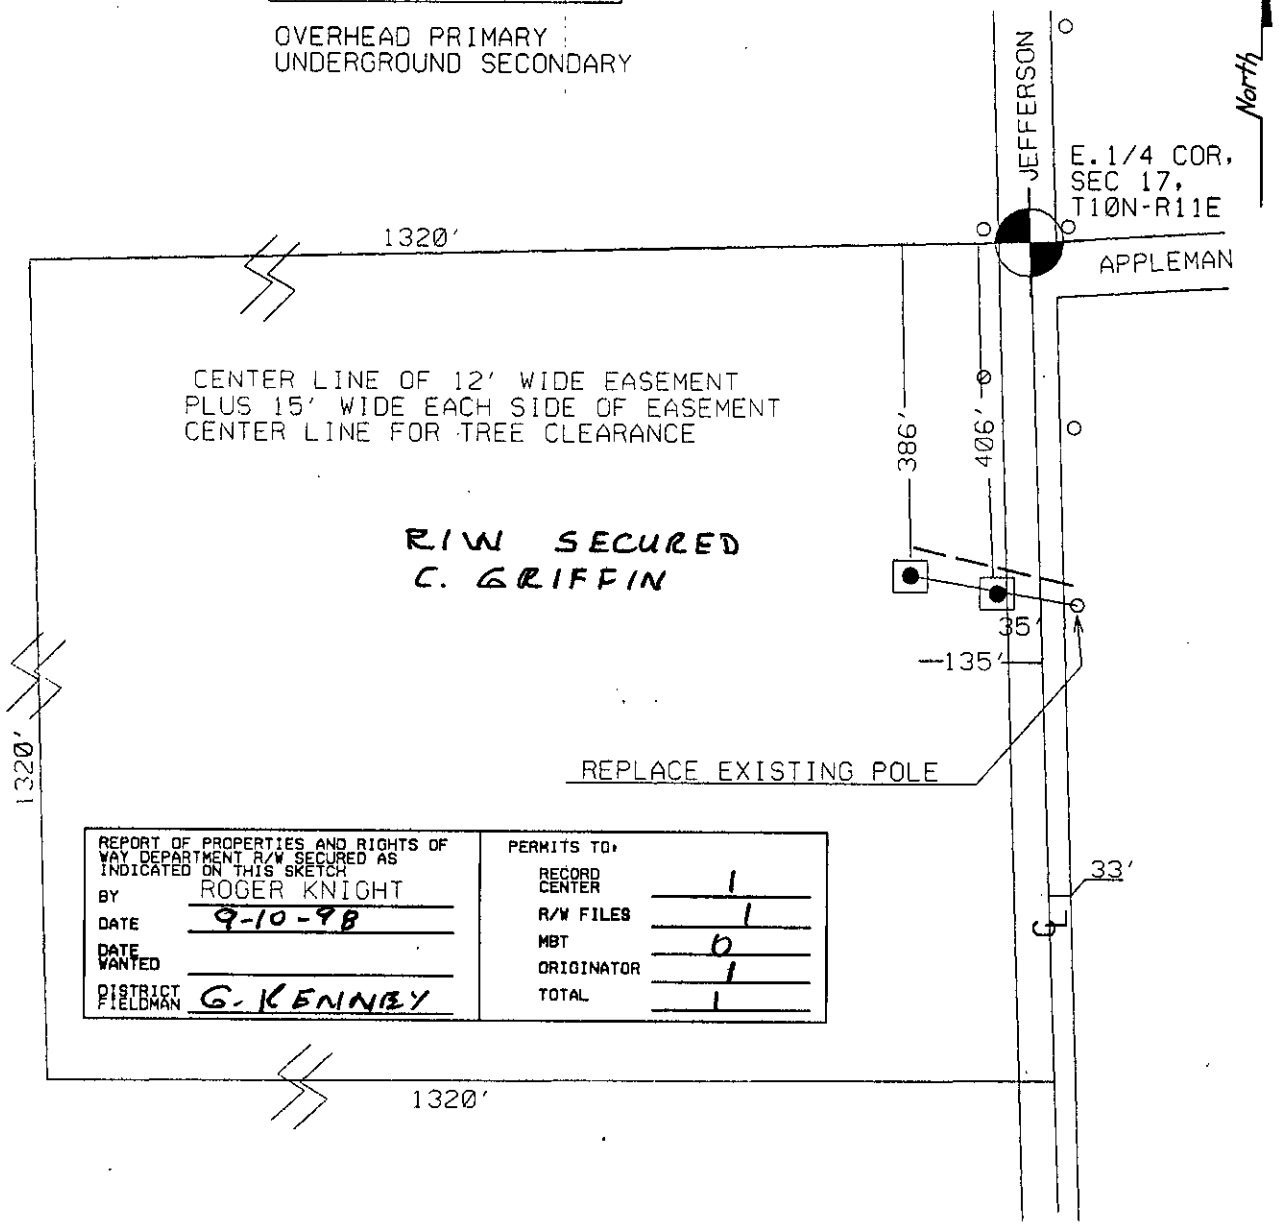 OVERHEAD PRIMARY
UNDERGROUND SECONDARY
North
JEFFERSON
E.1/4 COR,
SEC 17,
T10N-R11E
1320'
APPLEMAN
CENTER LINE OF 12' WIDE EASEMENT
PLUS 15' WIDE EACH SIDE OF EASEMENT
CENTER LINE FOR TREE CLEARANCE
386'
406'
R/W SECURED
C. GRIFFIN
35'
135'
1320'
REPLACE EXISTING POLE
REPORT OF PROPERTIES AND RIGHTS OF
WAY DEPARTMENT R/W SECURED AS
INDICATED ON THIS SKETCH
BY ROGER KNIGHT
DATE 9-10-98
DATE
WANTED
DISTRICT
FIELDMAN G. KENNEY
PERMITS TO:
RECORD
CENTER 1
R/W FILES 1
MBT 0
ORIGINATOR 1
TOTAL 1
33'
CL
1320'